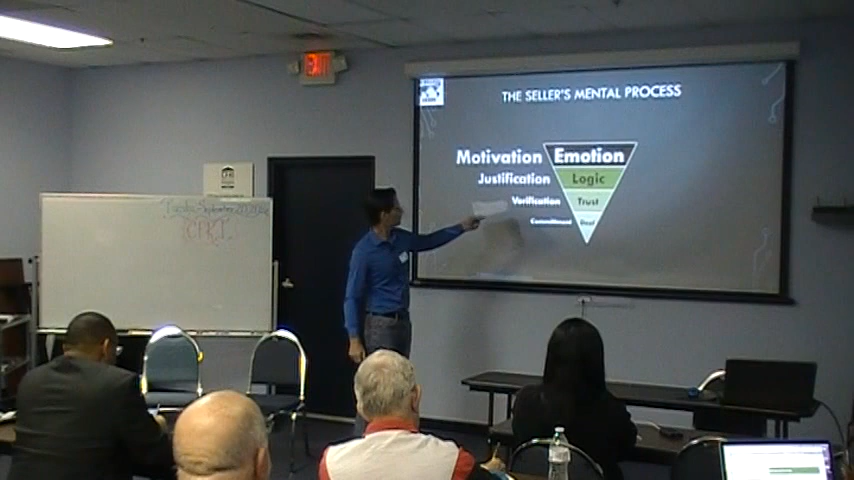 EXIT
THE SELLER'S MENTAL PROCESS
Motivation Emotion
Justification Logic
Verification Trust
Commitment Deal